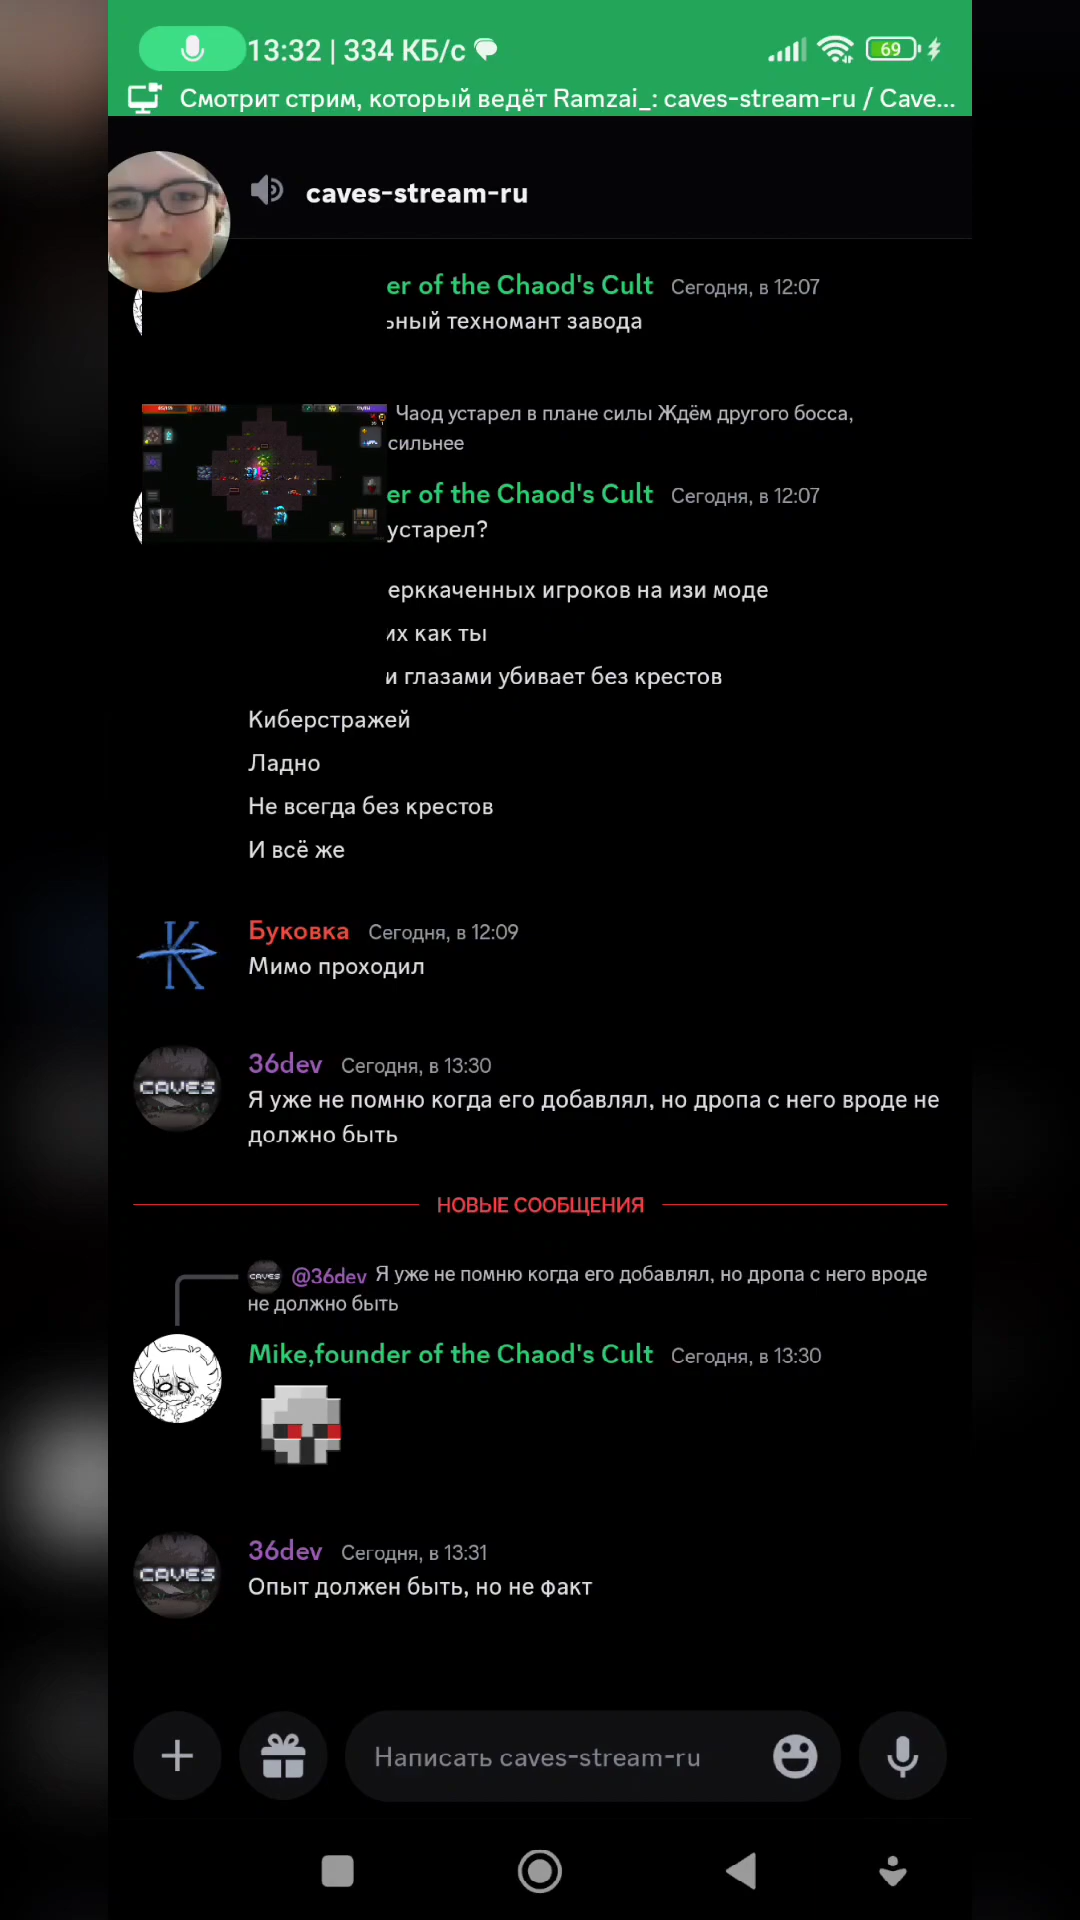 13:32 | 334 КБ/с
69
Смотрит стрим, который ведёт Ramzai_: caves-stream-ru / Cave...
caves-stream-ru
er of the Chaod's Cult Сегодня, в 12:07
ьный техномант завода
Чаод устарел в плане силы Ждём другого босса,
сильнее
er of the Chaod's Cult Сегодня, в 12:07
устарел?
ерккаченных игроков на изи моде
их как ты
и глазами убивает без крестов
Киберстражей
Ладно
Не всегда без крестов
И всё же
Буковка Сегодня, в 12:09
Мимо проходил
CAVES
36dev Сегодня, в 13:30
Я уже не помню когда его добавлял, но дропа с него вроде не
должно быть
НОВЫЕ СООБЩЕНИЯ
CAVES @36dev Я уже не помню когда его добавлял, но дропа с него вроде
не должно быть
Mike,founder of the Chaod's Cult Сегодня, в 13:30
CAVES
36dev Сегодня, в 13:31
Опыт должен быть, но не факт
Написать caves-stream-ru